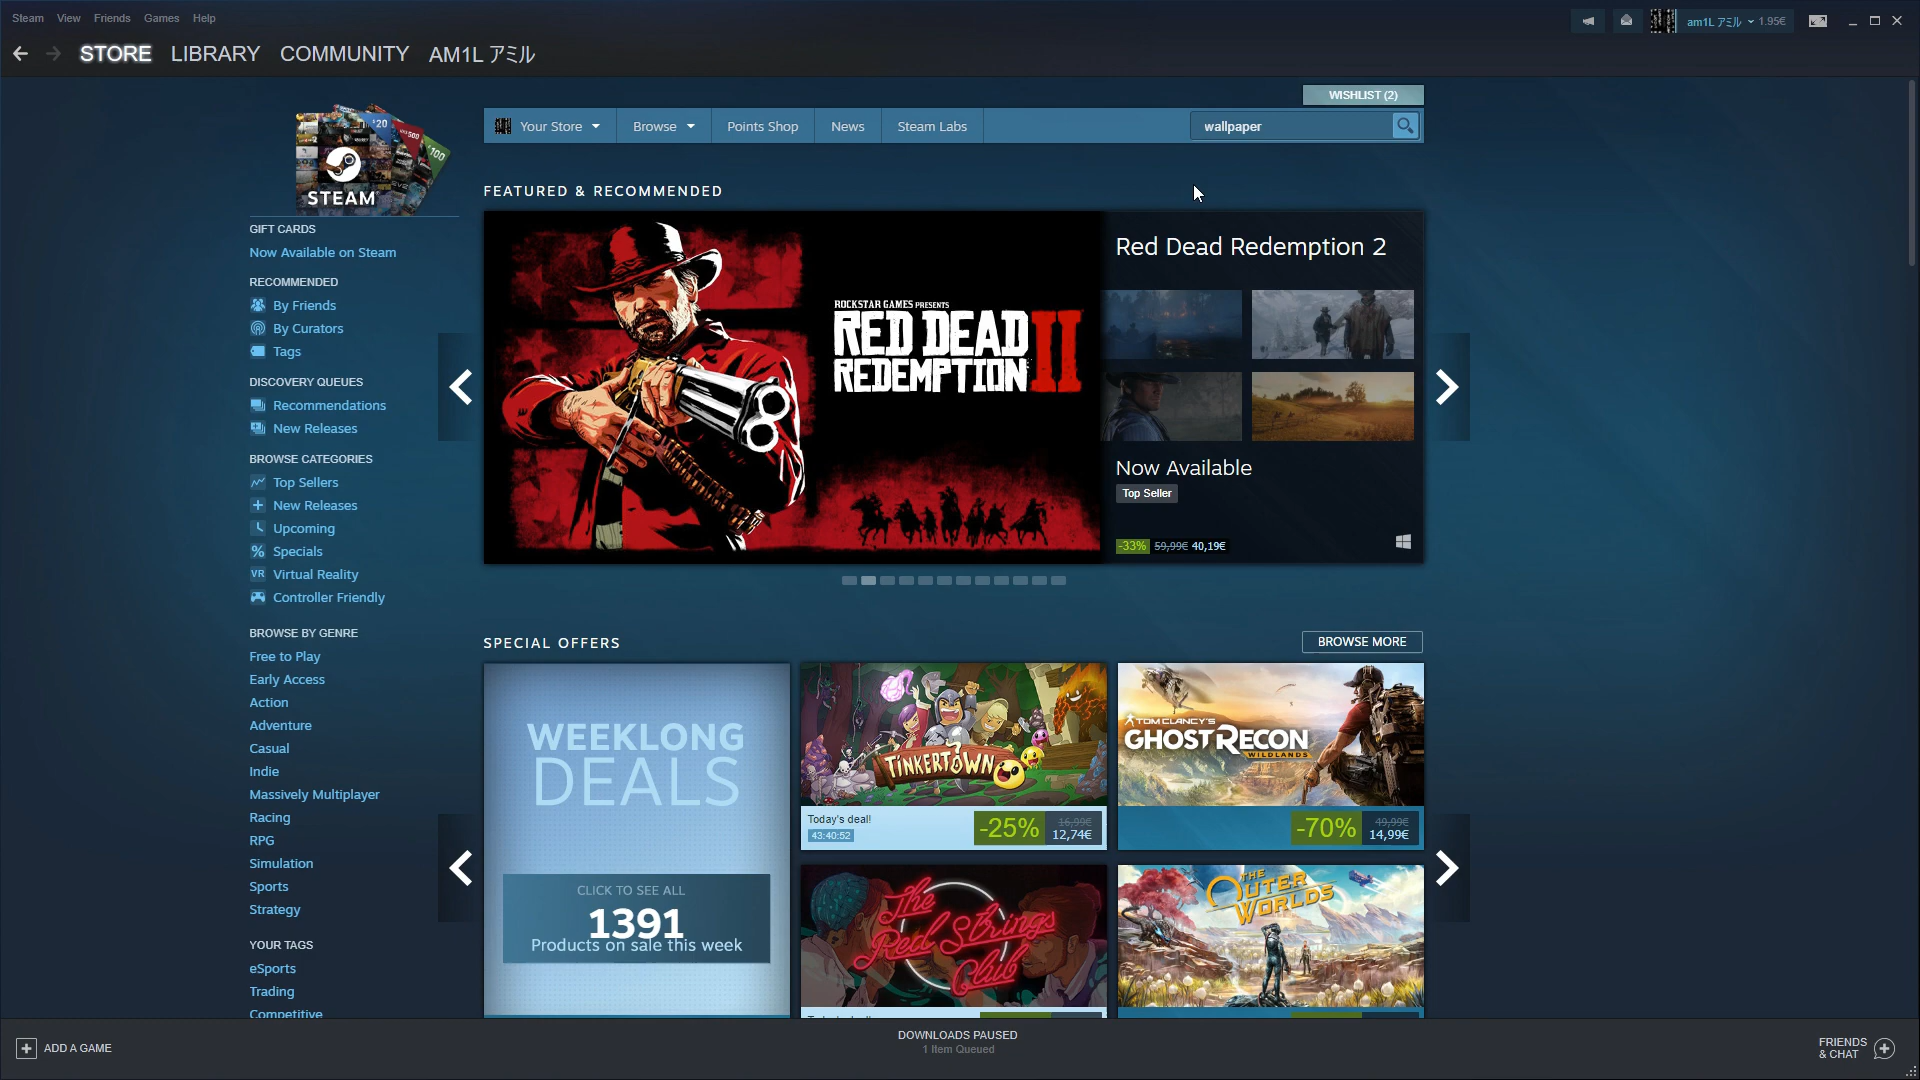 Steam View Friends Games Help
am1L アミル 1.95€
STORE LIBRARY COMMUNITY AM1L アミル
WISHLIST (2)
Your Store Browse Points Shop News Steam Labs
wallpaper
$20
500
$100
STEAM
GIFT CARDS
Now Available on Steam
RECOMMENDED
By Friends
By Curators
Tags
DISCOVERY QUEUES
Recommendations
New Releases
BROWSE CATEGORIES
Top Sellers
New Releases
Upcoming
% Specials
VR Virtual Reality
Controller Friendly
BROWSE BY GENRE
Free to Play
Early Access
Action
Adventure
Casual
Indie
Massively Multiplayer
Racing
RPG
Simulation
Sports
Strategy
YOUR TAGS
eSports
Trading
Competitive
FEATURED & RECOMMENDED
ROCKSTAR GAMES PRESENTS
RED DEAD
REDEMPTION II
Red Dead Redemption 2
Now Available
Top Seller
-33% 59,99€ 40,19€
SPECIAL OFFERS
BROWSE MORE
WEEKLONG
DEALS
CLICK TO SEE ALL
1391
Products on sale this week
TINKERTOWN
Today's deal!
43:40:52
-25%
16,99€
12,74€
TOM CLANCY'S
GHOST RECON
WILDLANDS
-70%
49,99€
14,99€
The
Red Strings
Club
THE
OUTER
WORLDS
ADD A GAME
DOWNLOADS PAUSED
1 Item Queued
FRIENDS
& CHAT